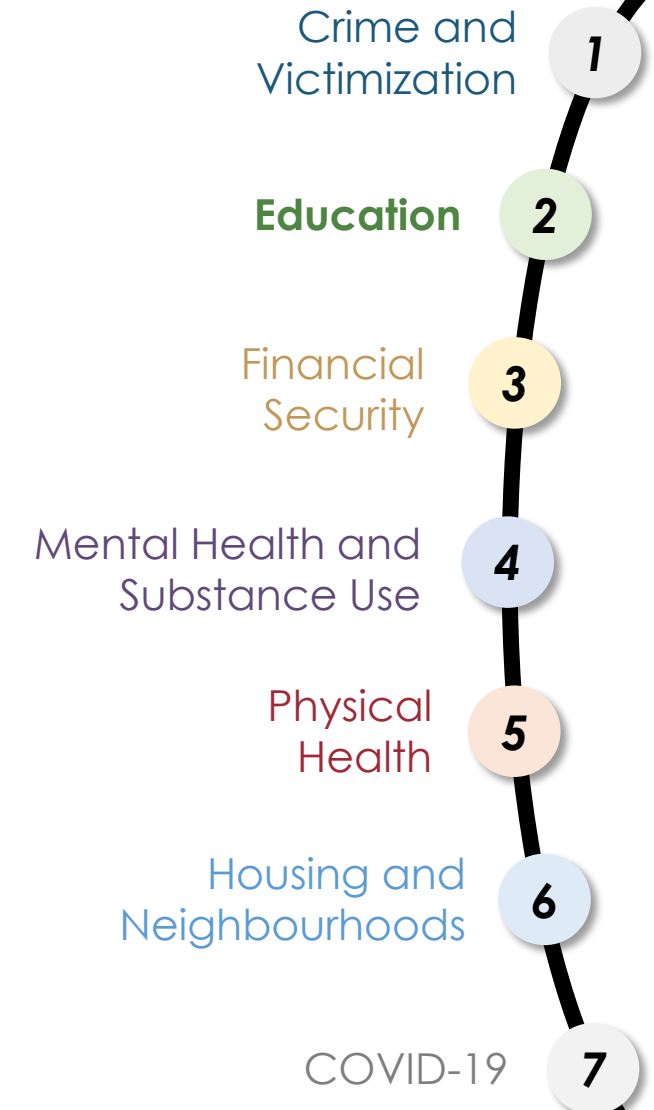 Crime and
Victimization
1
Education
2
Financial
Security
3
Mental Health and
Substance Use
4
Physical
Health
5
Housing and
Neighbourhoods
6
COVID-19
7